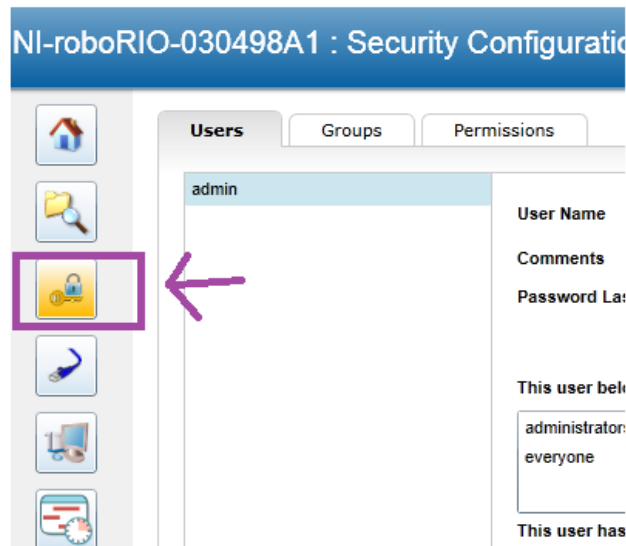 NI-roboRIO-030498A1 : Security Configuratio
Users Groups Permissions
admin
User Name
Comments
Password Las
This user belo
administrators
everyone
This user has